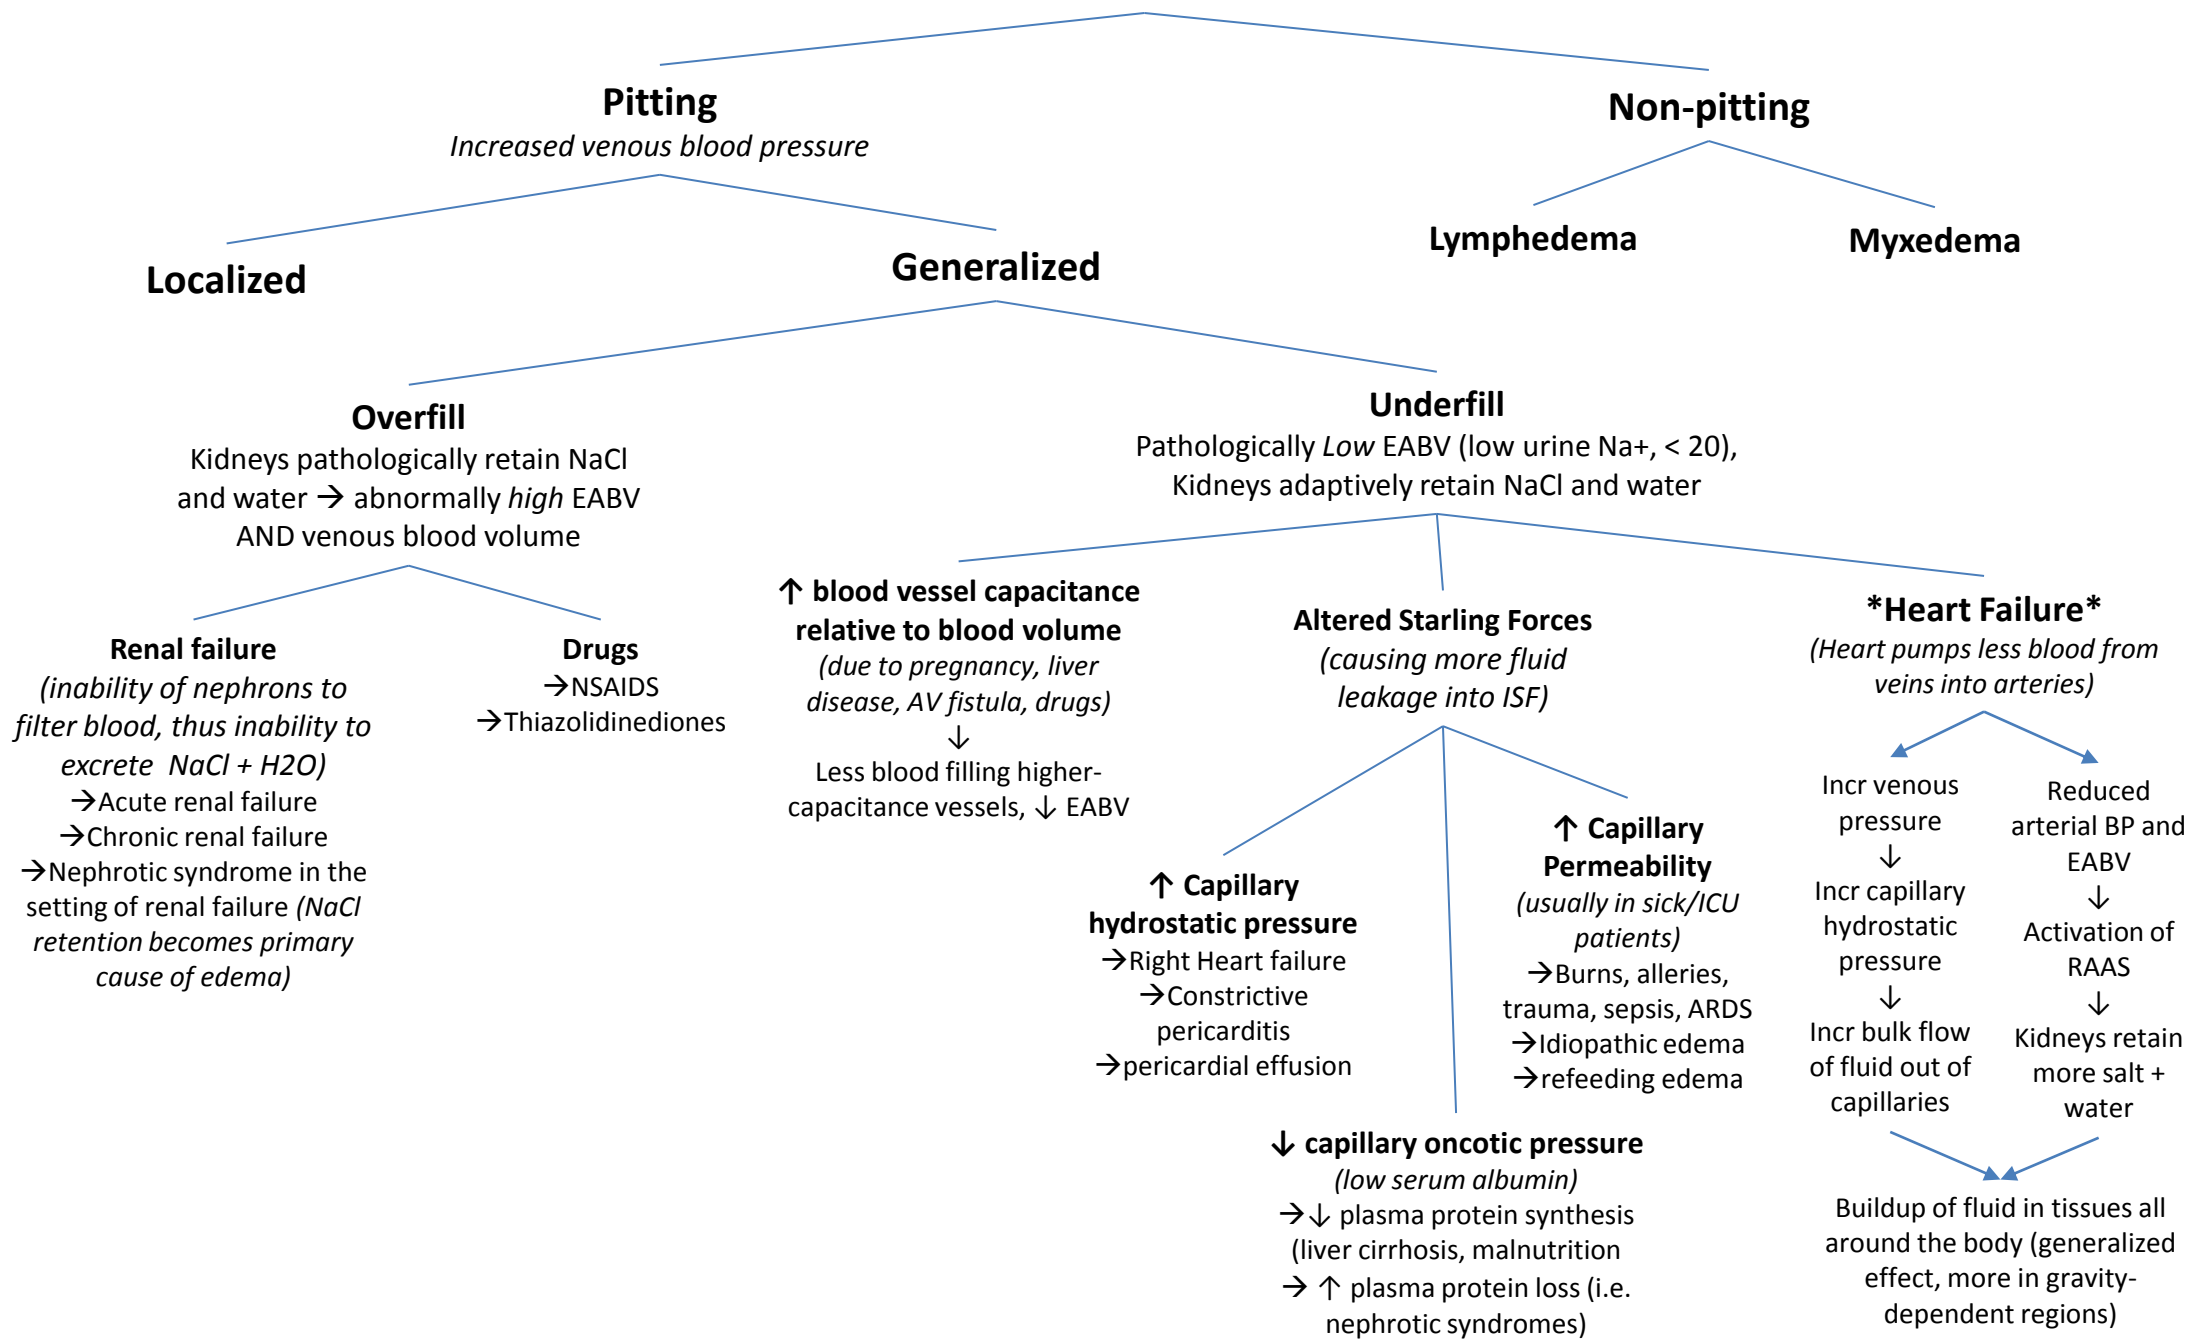 Pitting
Increased venous blood pressure
Non-pitting
Localized
Generalized
Lymphedema
Myxedema
Overfill
Kidneys pathologically retain NaCl
and water → abnormally high EABV
AND venous blood volume
Underfill
Pathologically Low EABV (low urine Na+, < 20),
Kidneys adaptively retain NaCl and water
Renal failure
(inability of nephrons to
filter blood, thus inability to
excrete NaCl + H2O)
→Acute renal failure
→Chronic renal failure
→Nephrotic syndrome in the
setting of renal failure (NaCl
retention becomes primary
cause of edema)
Drugs
→NSAIDS
→Thiazolidinediones
↑ blood vessel capacitance
relative to blood volume
(due to pregnancy, liver
disease, AV fistula, drugs)
↓
Less blood filling higher-
capacitance vessels, ↓ EABV
Altered Starling Forces
(causing more fluid
leakage into ISF)
↑ Capillary
hydrostatic pressure
→Right Heart failure
→Constrictive
pericarditis
→pericardial effusion
↓ capillary oncotic pressure
(low serum albumin)
→↓ plasma protein synthesis
(liver cirrhosis, malnutrition
→ ↑ plasma protein loss (i.e.
nephrotic syndromes)
↑ Capillary
Permeability
(usually in sick/ICU
patients)
→Burns, alleries,
trauma, sepsis, ARDS
→Idiopathic edema
→refeeding edema
*Heart Failure*
(Heart pumps less blood from
veins into arteries)
Incr venous
pressure
↓
Incr capillary
hydrostatic
pressure
↓
Incr bulk flow
of fluid out of
capillaries
Reduced
arterial BP and
EABV
↓
Activation of
RAAS
↓
Kidneys retain
more salt +
water
Buildup of fluid in tissues all
around the body (generalized
effect, more in gravity-
dependent regions)